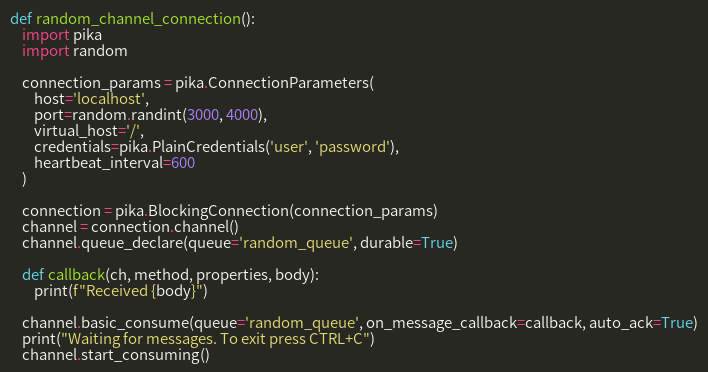 def random_channel_connection():
    import pika
    import random

    connection_params = pika.ConnectionParameters(
        host='localhost',
        port=random.randint(3000, 4000),
        virtual_host='/',
        credentials=pika.PlainCredentials('user', 'password'),
        heartbeat_interval=600
    )

    connection = pika.BlockingConnection(connection_params)
    channel = connection.channel()
    channel.queue_declare(queue='random_queue', durable=True)

    def callback(ch, method, properties, body):
        print(f"Received {body}")

    channel.basic_consume(queue='random_queue', on_message_callback=callback, auto_ack=True)
    print("Waiting for messages. To exit press CTRL+C")
    channel.start_consuming()